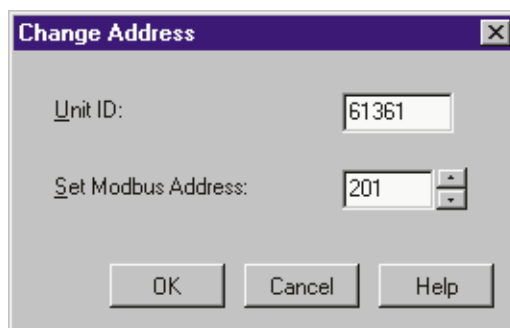 Change Address
Unit ID: 61361
Set Modbus Address: 201
OK Cancel Help